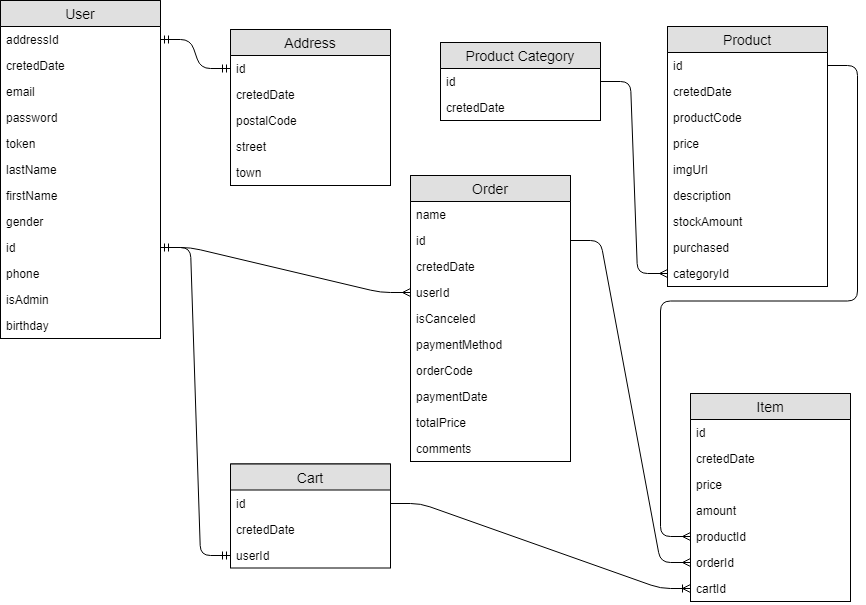 User
addressId
cretedDate
email
password
token
lastName
firstName
gender
id
phone
isAdmin
birthday
Address
id
cretedDate
postalCode
street
town
Product Category
id
cretedDate
Product
id
cretedDate
productCode
price
imgUrl
description
stockAmount
purchased
categoryId
Order
name
id
cretedDate
userId
isCanceled
paymentMethod
orderCode
paymentDate
totalPrice
comments
Cart
id
cretedDate
userId
Item
id
cretedDate
price
amount
productId
orderId
cartId